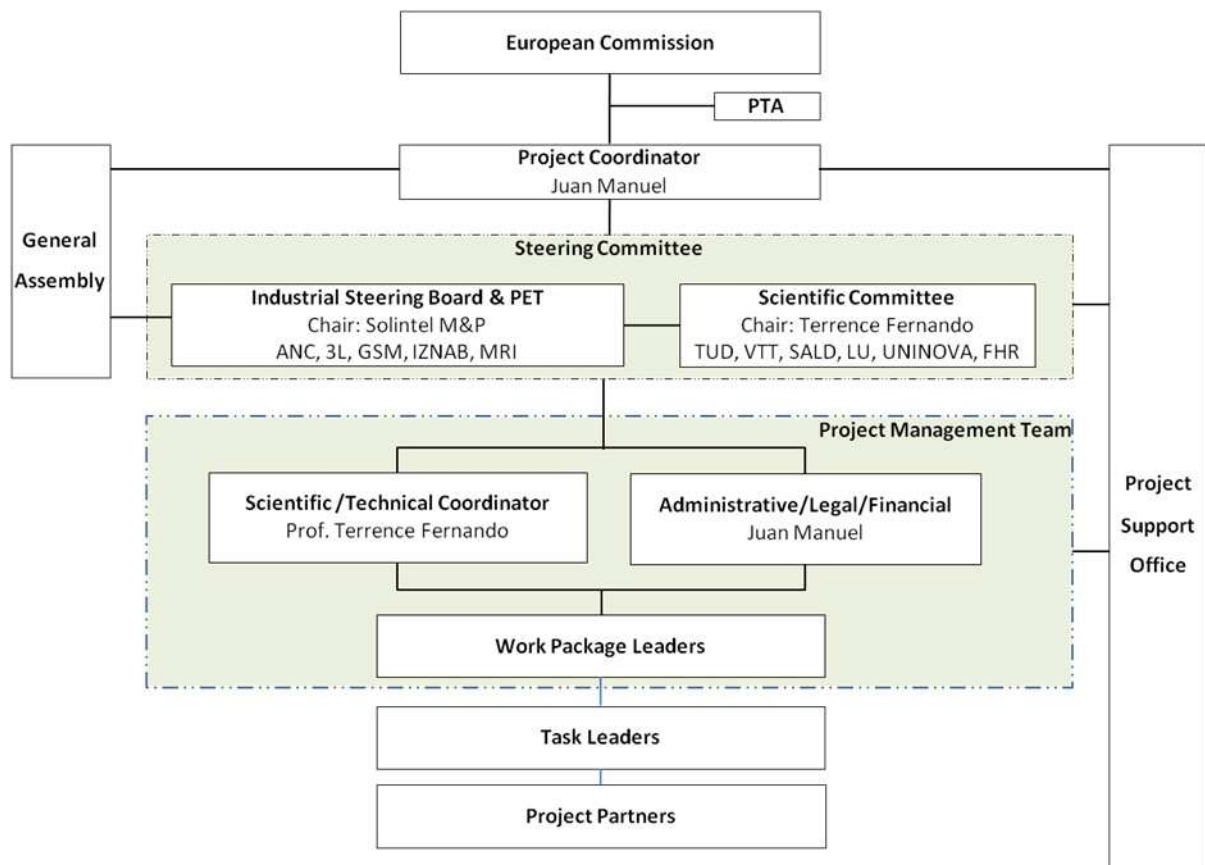 European Commission
PTA
Project Coordinator
Juan Manuel
General
Assembly
Steering Committee
Industrial Steering Board & PET
Chair: Solintel M&P
ANC, 3L, GSM, IZNAB, MRI
Scientific Committee
Chair: Terrence Fernando
TUD, VTT, SALD, LU, UNINOVA, FHR
Project Management Team
Scientific/Technical Coordinator
Prof. Terrence Fernando
Administrative/Legal/Financial
Juan Manuel
Project
Support
Office
Work Package Leaders
Task Leaders
Project Partners